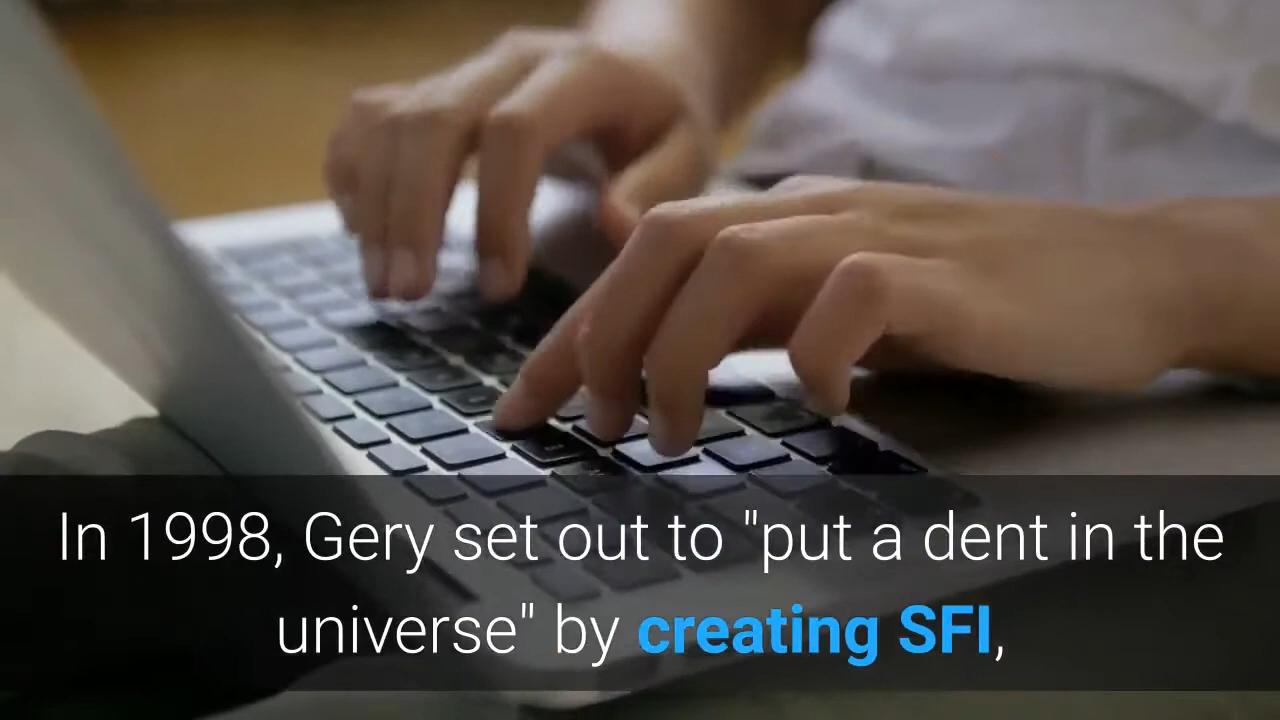 In 1998, Gery set out to "put a dent in the
universe" by creating SFI,